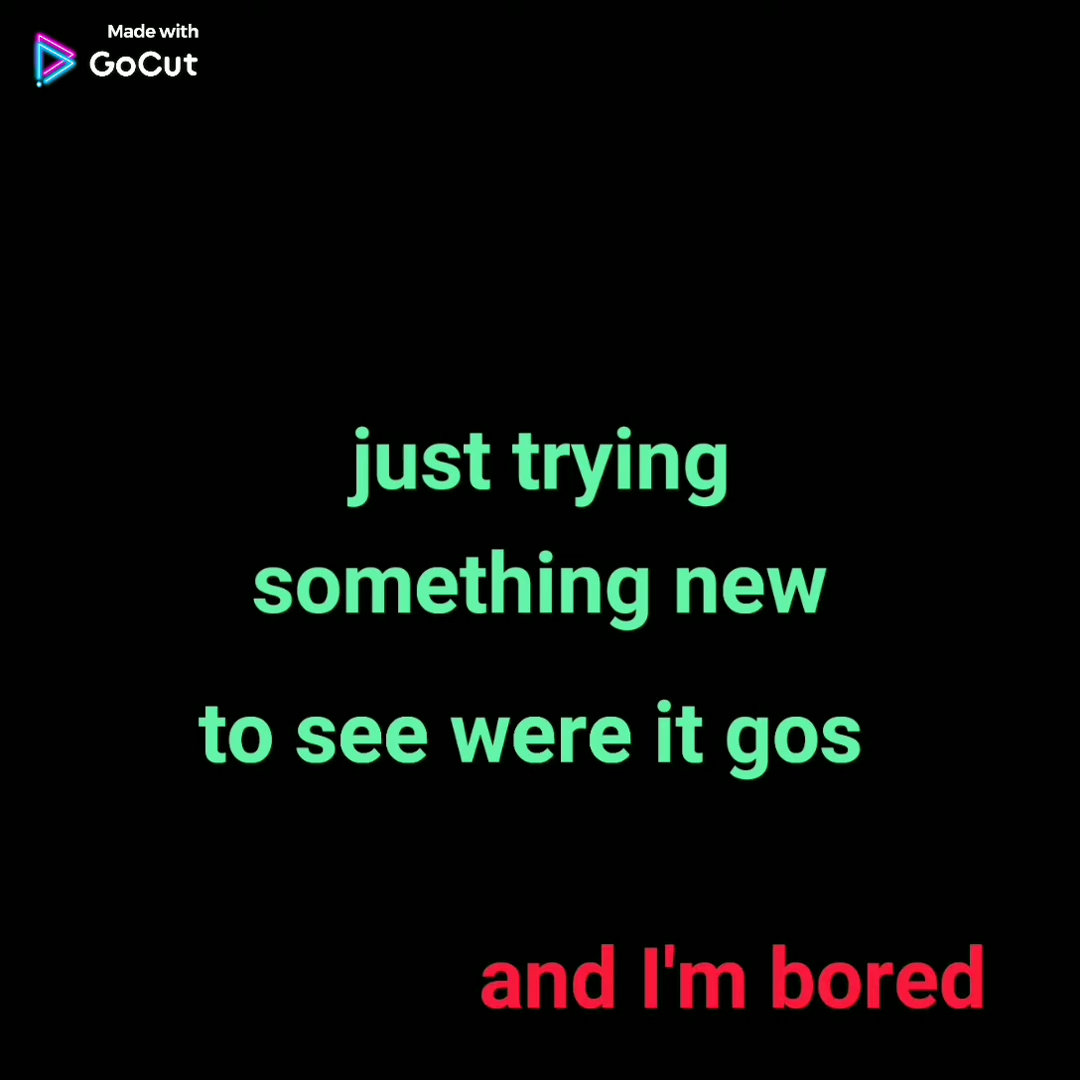 Made with
GoCut
just trying
something new
to see were it gos
and I'm bored